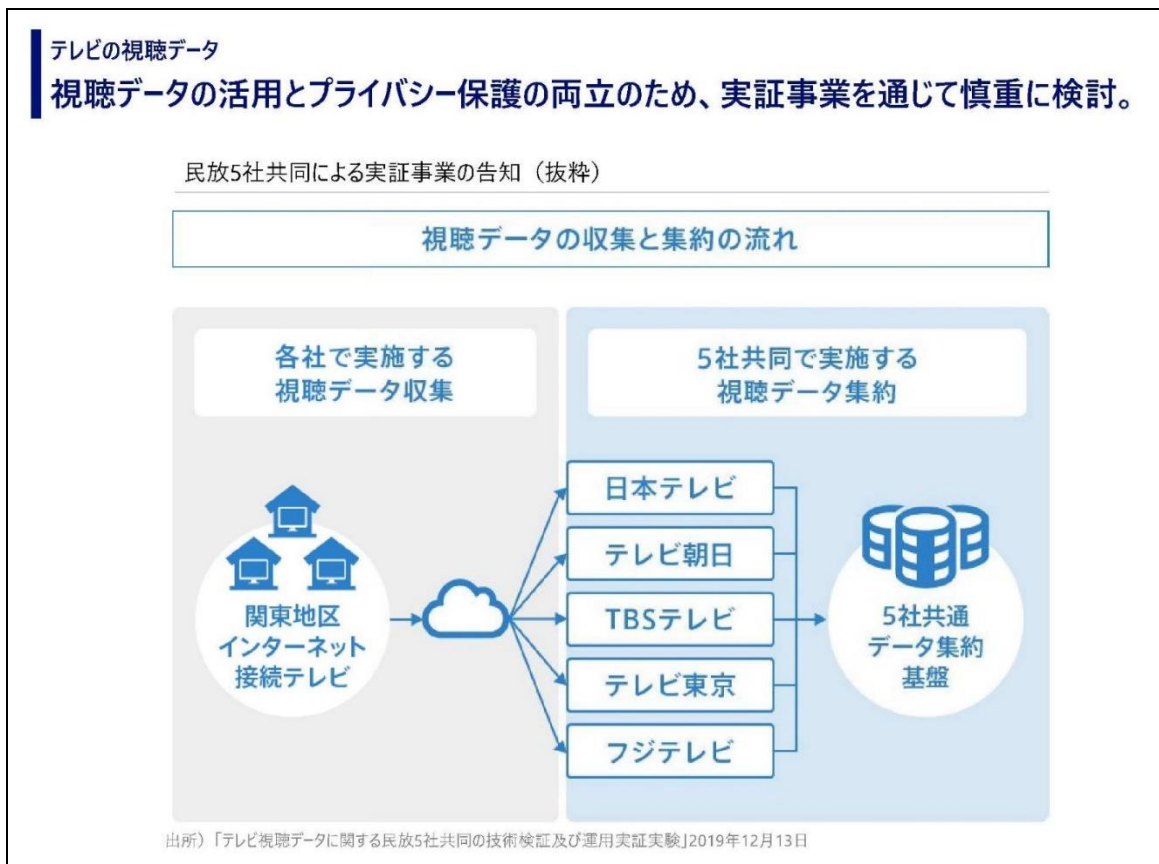 テレビの視聴データ
視聴データの活用とプライバシー保護の両立のため、実証事業を通じて慎重に検討。
民放5社共同による実証事業の告知（抜粋）
視聴データの収集と集約の流れ
各社で実施する
視聴データ収集
5社共同で実施する
視聴データ集約
関東地区
インターネット
接続テレビ
日本テレビ
テレビ朝日
TBSテレビ
テレビ東京
フジテレビ
5社共通
データ集約
基盤
出所）「テレビ視聴データに関する民放5社共同の技術検証及び運用実証実験」2019年12月13日